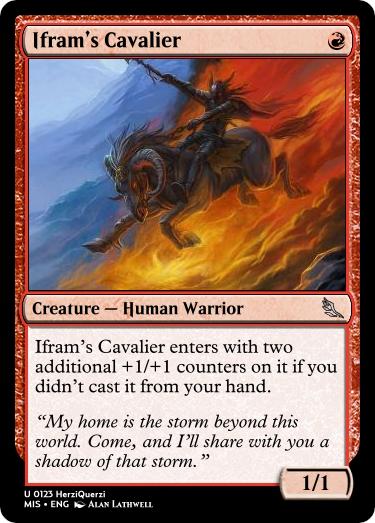 Ifram's Cavalier
Creature — Human Warrior
Ifram's Cavalier enters with two
additional +1/+1 counters on it if you
didn't cast it from your hand.
“My home is the storm beyond this
world. Come, and I'll share with you a
shadow of that storm.”
1/1
U 0123 HerziQuerzi
MIS • ENG Alan Lathwell